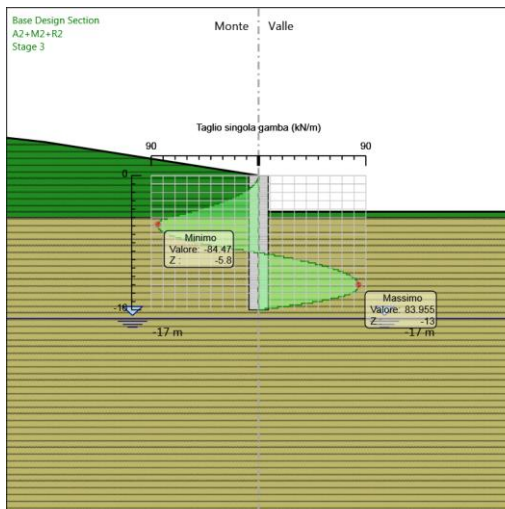 Base Design Section
A2+M2+R2
Stage 3
Monte Valle
Taglio singola gamba (kN/m)
90 90
0
Minimo
Valore: -84.47
Z : -5.8
Massimo
Valore: 83.955
Z : -13
-17 m -17 m